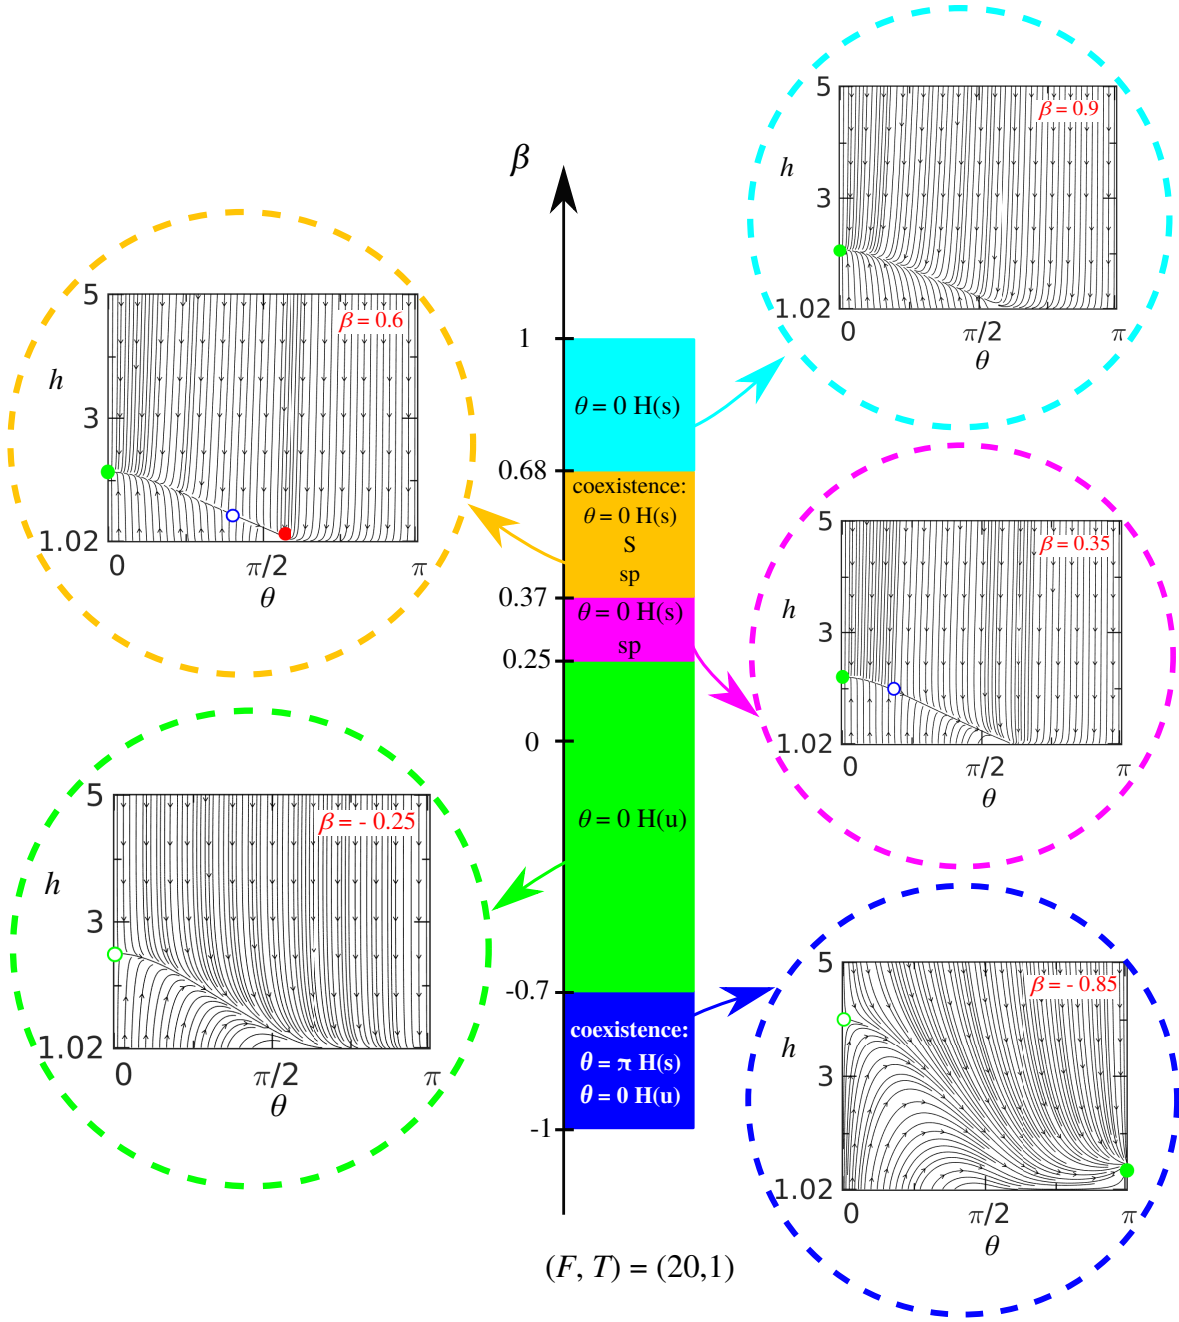 β
1
0.68
0.37
0.25
0
-0.7
-1
θ = 0 H(s)
coexistence:
θ = 0 H(s)
S
sp
θ = 0 H(s)
sp
θ = 0 H(u)
coexistence:
θ = π H(s)
θ = 0 H(u)
(F, T) = (20,1)
β = 0.9
5
h
3
1.02
0 π/2 π
θ
β = 0.6
5
h
3
1.02
0 π/2 π
θ
β = 0.35
5
h
3
1.02
0 π/2 π
θ
β = - 0.25
5
h
3
1.02
0 π/2 π
θ
β = - 0.85
5
h
3
1.02
0 π/2 π
θ